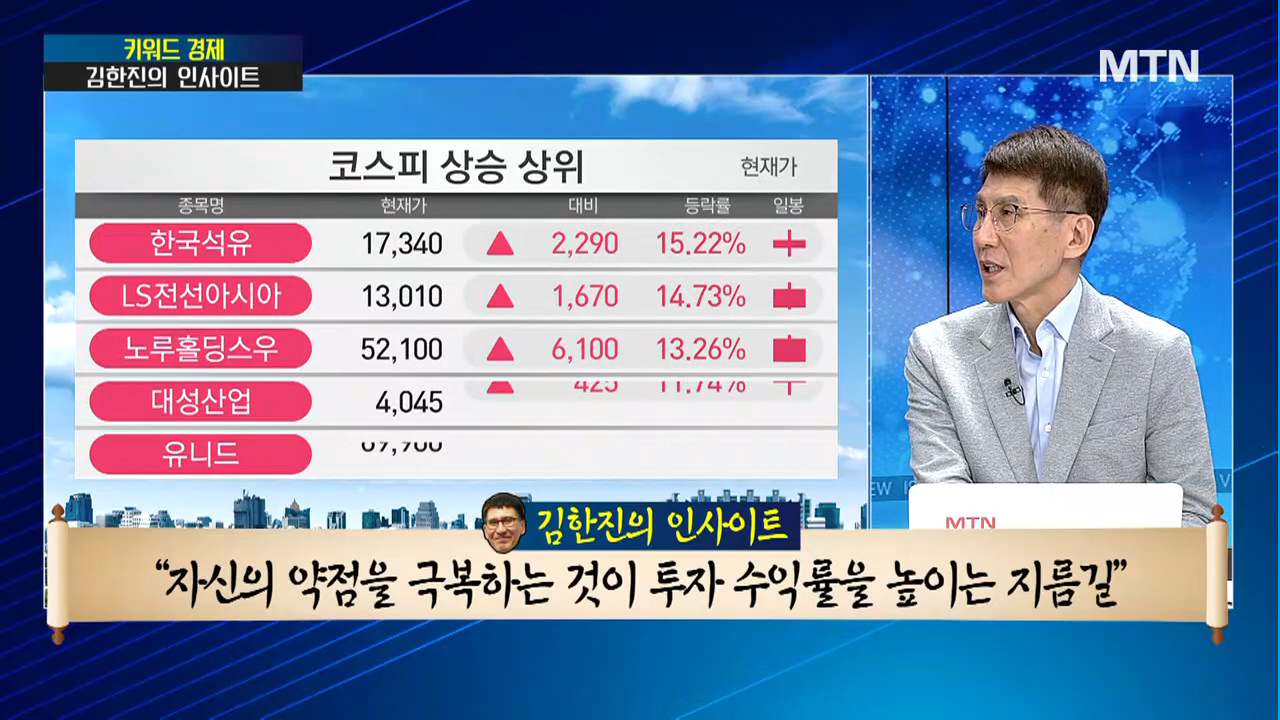 키워드 경제
김한진의 인사이트
MTN
코스피 상승 상위 현재가
종목명 현재가 대비 등락률 일봉
한국석유 17,340 ▲ 2,290 15.22%
LS전선아시아 13,010 ▲ 1,670 14.73%
노루홀딩스우 52,100 ▲ 6,100 13.26%
대성산업 4,045 ▲ 425 11.74%
유니드
MTN
김한진의 인사이트
“자신의 약점을 극복하는 것이 투자 수익률을 높이는 지름길”